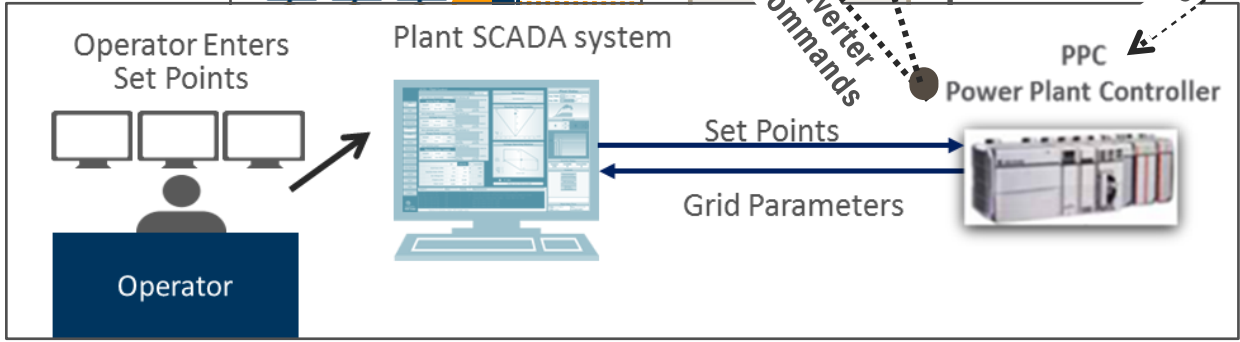 Operator Enters
Set Points
Plant SCADA system
PPC
Power Plant Controller
Set Points
Grid Parameters
Operator